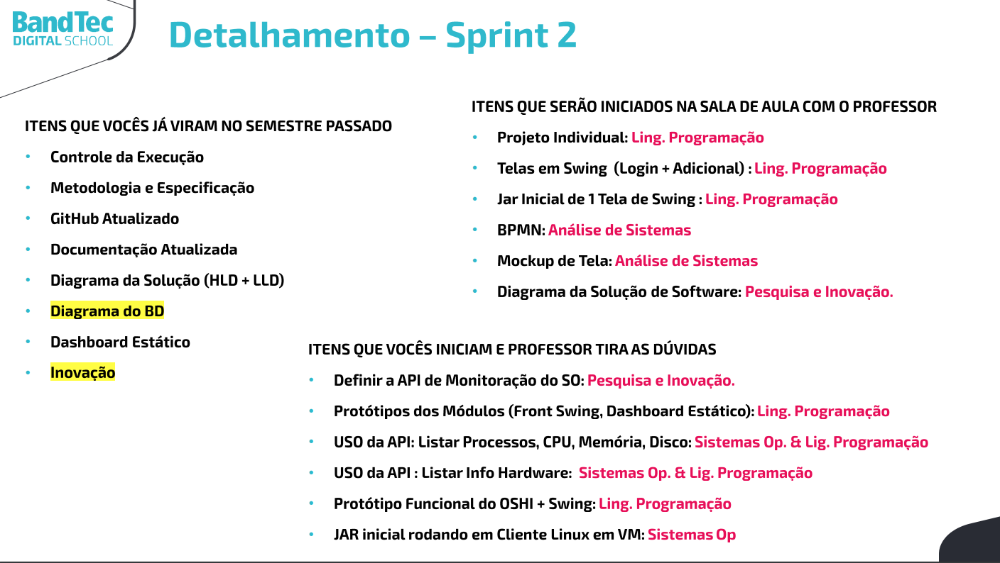 BandTec
DIGITAL SCHOOL
Detalhamento – Sprint 2
ITENS QUE VOCÊS JÁ VIRAM NO SEMESTRE PASSADO
• Controle da Execução
• Metodologia e Especificação
• GitHub Atualizado
• Documentação Atualizada
• Diagrama da Solução (HLD + LLD)
• Diagrama do BD
• Dashboard Estático
• Inovação
ITENS QUE SERÃO INICIADOS NA SALA DE AULA COM O PROFESSOR
• Projeto Individual: Ling. Programação
• Telas em Swing (Login + Adicional) : Ling. Programação
• Jar Inicial de 1 Tela de Swing : Ling. Programação
• BPMN: Análise de Sistemas
• Mockup de Tela: Análise de Sistemas
• Diagrama da Solução de Software: Pesquisa e Inovação.
ITENS QUE VOCÊS INICIAM E PROFESSOR TIRA AS DÚVIDAS
• Definir a API de Monitoração do SO: Pesquisa e Inovação.
• Protótipos dos Módulos (Front Swing, Dashboard Estático): Ling. Programação
• USO da API: Listar Processos, CPU, Memória, Disco: Sistemas Op. & Lig. Programação
• USO da API : Listar Info Hardware: Sistemas Op. & Lig. Programação
• Protótipo Funcional do OSHI + Swing: Ling. Programação
• JAR inicial rodando em Cliente Linux em VM: Sistemas Op